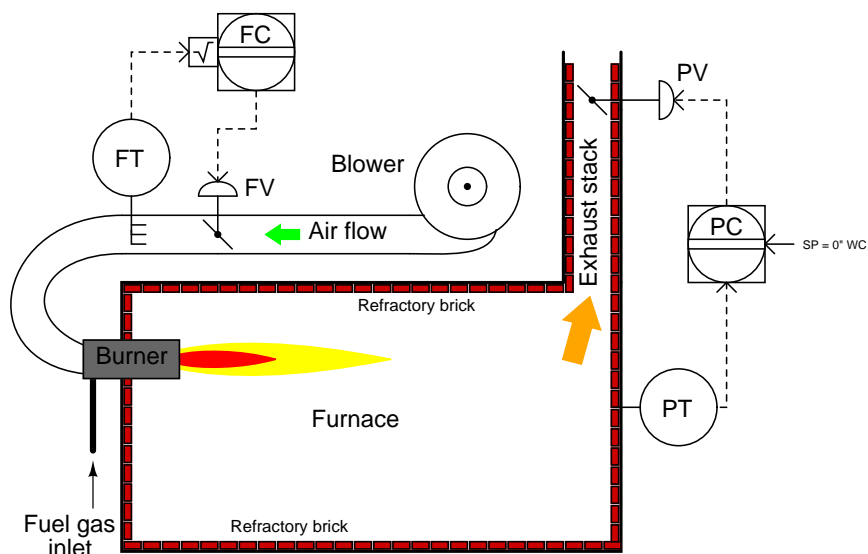 FC
√
PV
FT
Blower
FV
Air flow
Exhaust stack
PC
SP = 0" WC
Refractory brick
Burner
Furnace
PT
Fuel gas
inlet
Refractory brick